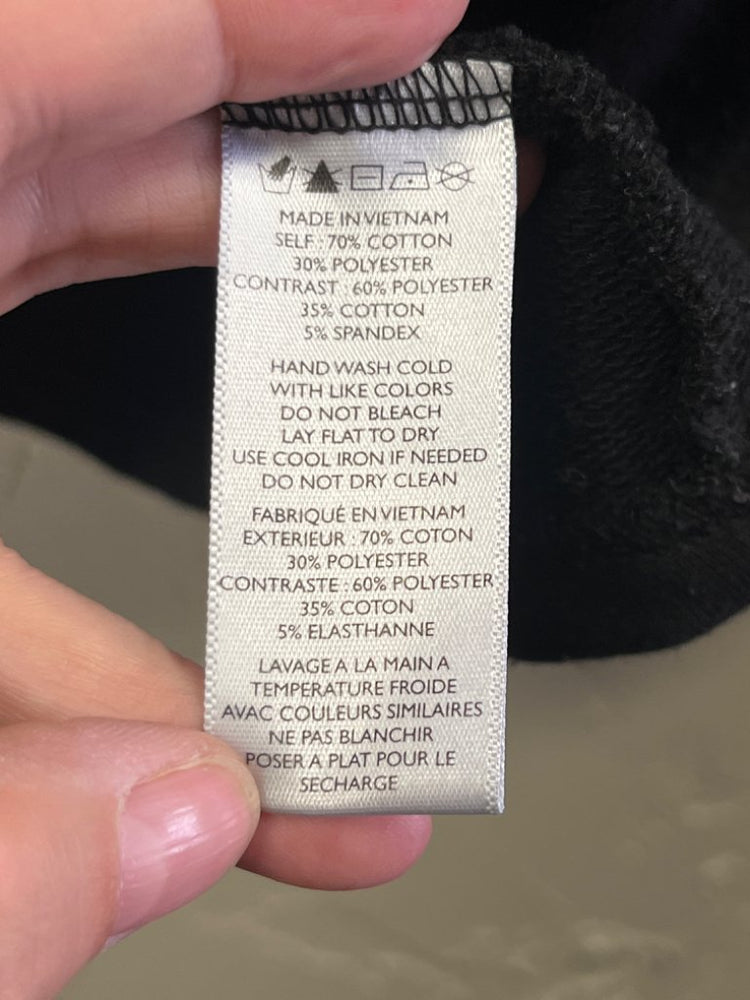 MADE IN VIETNAM
SELF : 70% COTTON
30% POLYESTER
CONTRAST : 60% POLYESTER
35% COTTON
5% SPANDEX
HAND WASH COLD
WITH LIKE COLORS
DO NOT BLEACH
LAY FLAT TO DRY
USE COOL IRON IF NEEDED
DO NOT DRY CLEAN
FABRIQUÉ EN VIETNAM
EXTERIEUR : 70% COTON
30% POLYESTER
CONTRASTE : 60% POLYESTER
35% COTON
5% ELASTHANNE
LAVAGE A LA MAIN A
TEMPERATURE FROIDE
AVAC COULEURS SIMILAIRES
NE PAS BLANCHIR
POSER A PLAT POUR LE
SECHARGE